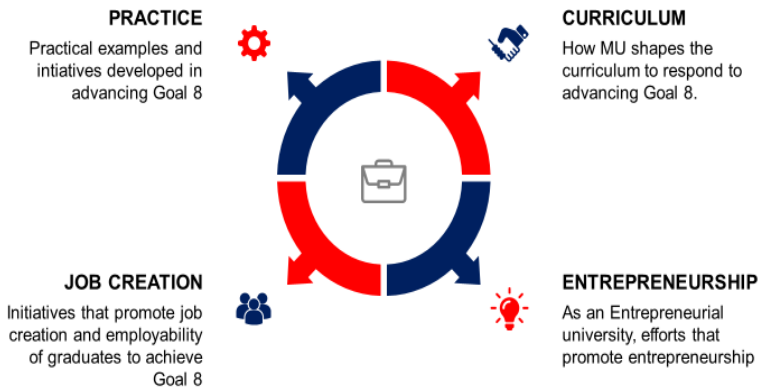 PRACTICE
Practical examples and
intiatives developed in
advancing Goal 8
CURRICULUM
How MU shapes the
curriculum to respond to
advancing Goal 8.
JOB CREATION
Initiatives that promote job
creation and employability
of graduates to achieve
Goal 8
ENTREPRENEURSHIP
As an Entrepreneurial
university, efforts that
promote entrepreneurship